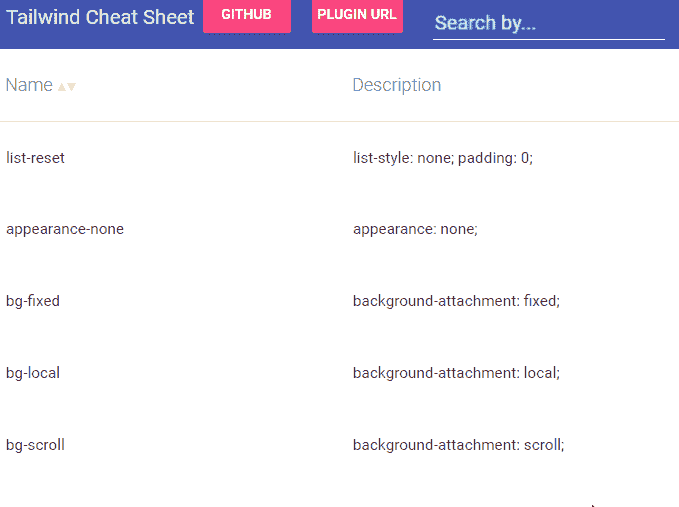 Tailwind Cheat Sheet GITHUB PLUGIN URL Search by...
Name Description
list-reset list-style: none; padding: 0;
appearance-none appearance: none;
bg-fixed background-attachment: fixed;
bg-local background-attachment: local;
bg-scroll background-attachment: scroll;